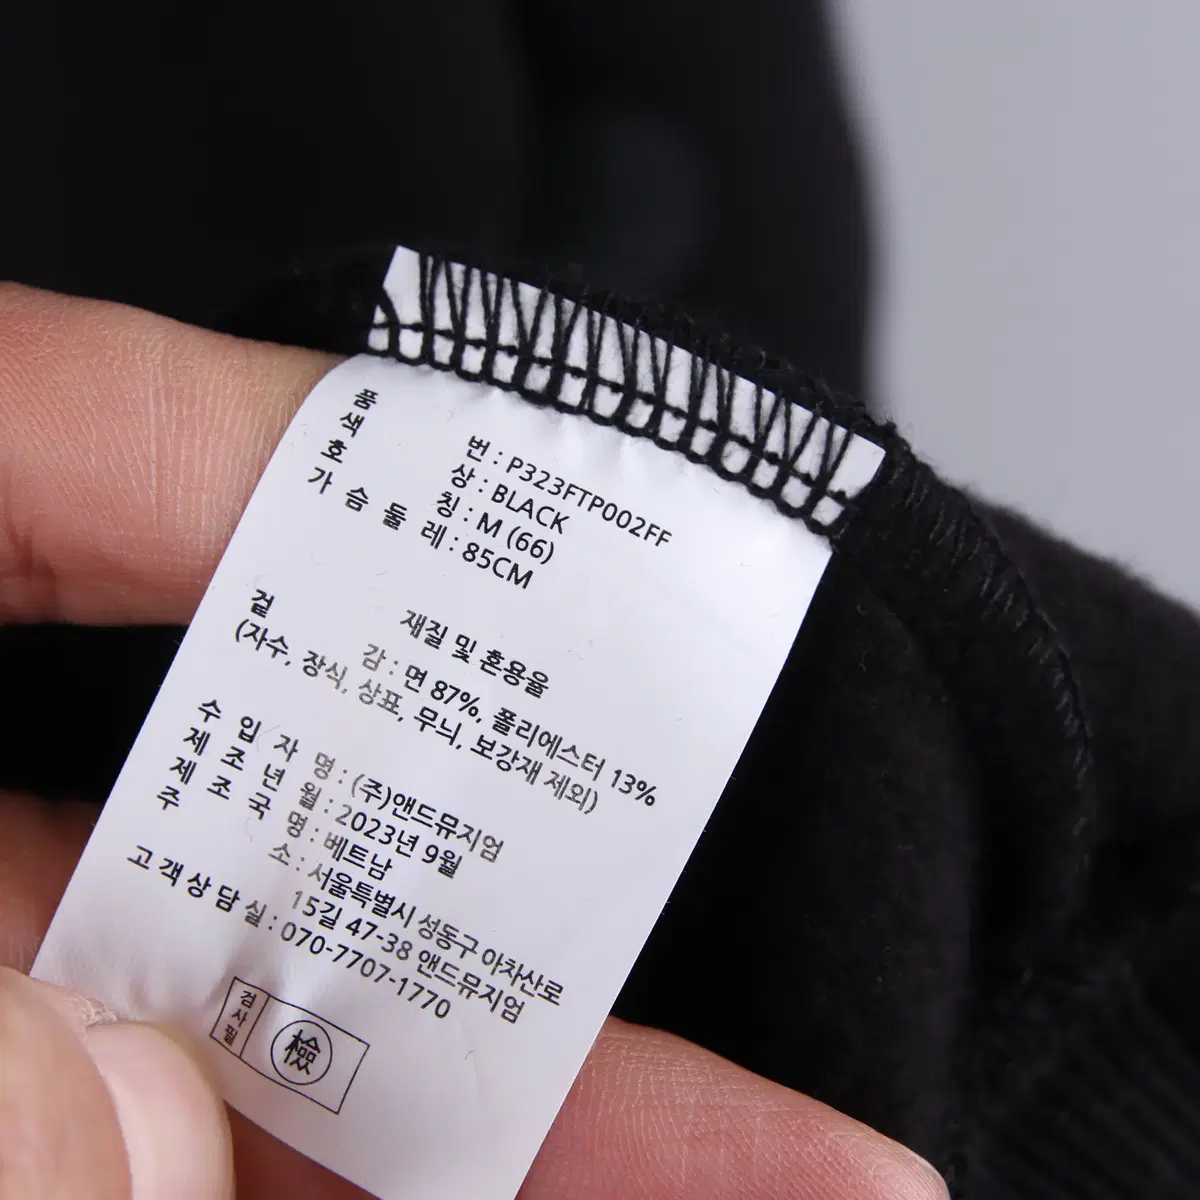 품 번 : P323FTP002FF
색 상 : BLACK
호 칭 : M (66)
가 슴 둘 레 : 85CM
재질 및 혼용율
겉 감 : 면 87%, 폴리에스터 13%
(자수, 장식, 상표, 무늬, 보강재 제외)
수 입 자 명 : (주)앤드뮤지엄
제 조 년 월 : 2023년 9월
제 조 국 명 : 베트남
주 소 : 서울특별시 성동구 아차산로
15길 47-38 앤드뮤지엄
고 객 상 담 실 : 070-7707-1770
검사필 檢